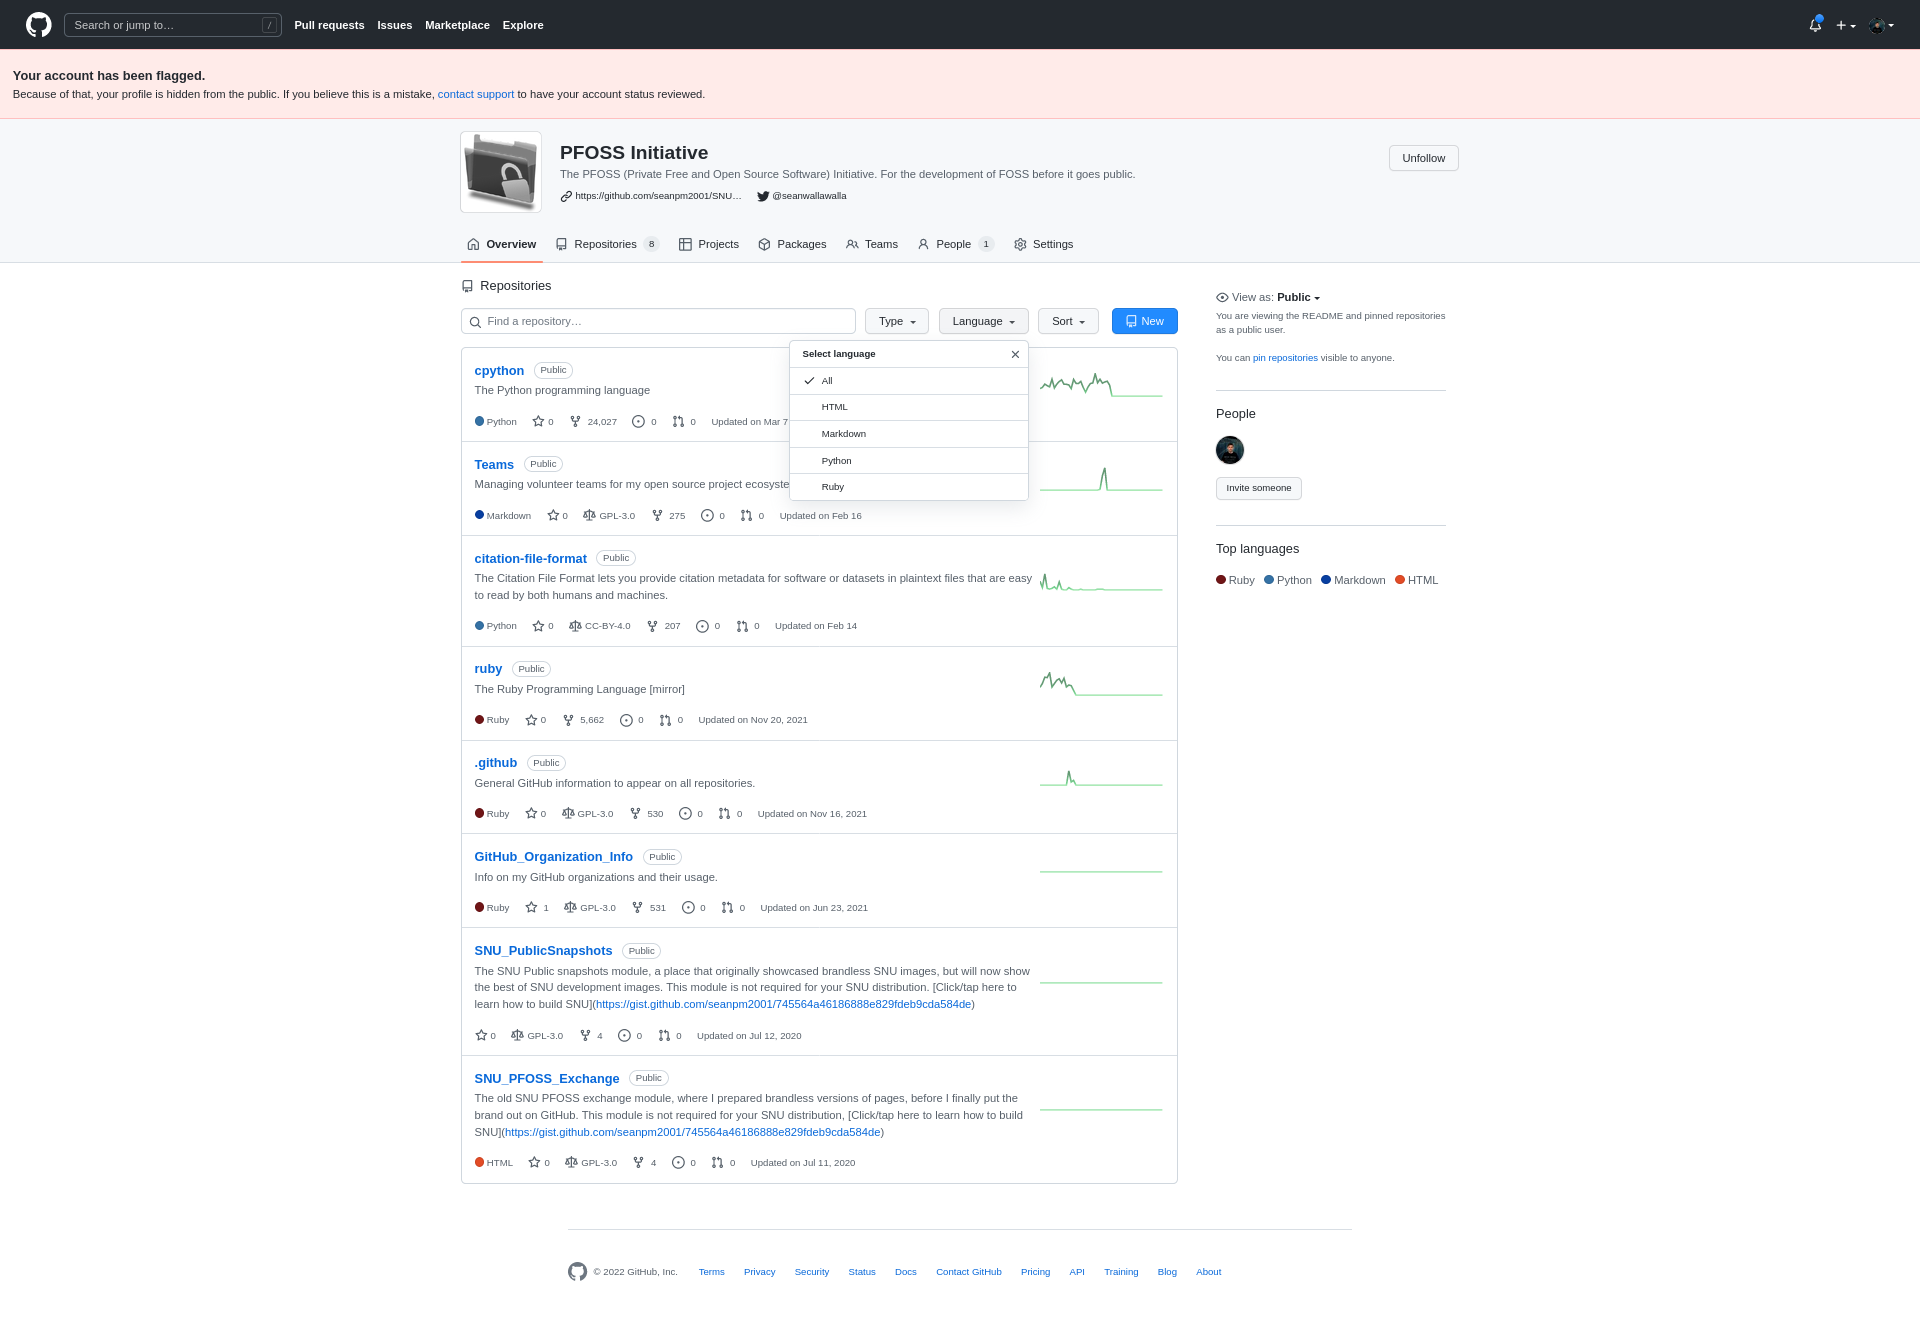 Search or jump to… /
Pull requests Issues Marketplace Explore
Your account has been flagged.
Because of that, your profile is hidden from the public. If you believe this is a mistake, contact support to have your account status reviewed.
PFOSS Initiative
The PFOSS (Private Free and Open Source Software) Initiative. For the development of FOSS before it goes public.
https://github.com/seanpm2001/SNU… @seanwallawalla
Unfollow
Overview Repositories 8 Projects Packages Teams People 1 Settings
Repositories
Find a repository… Type Language Sort New
Select language
All
HTML
Markdown
Python
Ruby
cpython Public
The Python programming language
Python 0 24,027 0 0 Updated on Mar 7
Teams Public
Managing volunteer teams for my open source project ecosyste
Markdown 0 GPL-3.0 275 0 0 Updated on Feb 16
citation-file-format Public
The Citation File Format lets you provide citation metadata for software or datasets in plaintext files that are easy
to read by both humans and machines.
Python 0 CC-BY-4.0 207 0 0 Updated on Feb 14
ruby Public
The Ruby Programming Language [mirror]
Ruby 0 5,662 0 0 Updated on Nov 20, 2021
.github Public
General GitHub information to appear on all repositories.
Ruby 0 GPL-3.0 530 0 0 Updated on Nov 16, 2021
GitHub_Organization_Info Public
Info on my GitHub organizations and their usage.
Ruby 1 GPL-3.0 531 0 0 Updated on Jun 23, 2021
SNU_PublicSnapshots Public
The SNU Public snapshots module, a place that originally showcased brandless SNU images, but will now show
the best of SNU development images. This module is not required for your SNU distribution. [Click/tap here to
learn how to build SNU](https://gist.github.com/seanpm2001/745564a46186888e829fdeb9cda584de)
0 GPL-3.0 4 0 0 Updated on Jul 12, 2020
SNU_PFOSS_Exchange Public
The old SNU PFOSS exchange module, where I prepared brandless versions of pages, before I finally put the
brand out on GitHub. This module is not required for your SNU distribution, [Click/tap here to learn how to build
SNU](https://gist.github.com/seanpm2001/745564a46186888e829fdeb9cda584de)
HTML 0 GPL-3.0 4 0 0 Updated on Jul 11, 2020
View as: Public
You are viewing the README and pinned repositories
as a public user.
You can pin repositories visible to anyone.
People
Invite someone
Top languages
Ruby Python Markdown HTML
© 2022 GitHub, Inc. Terms Privacy Security Status Docs Contact GitHub Pricing API Training Blog About